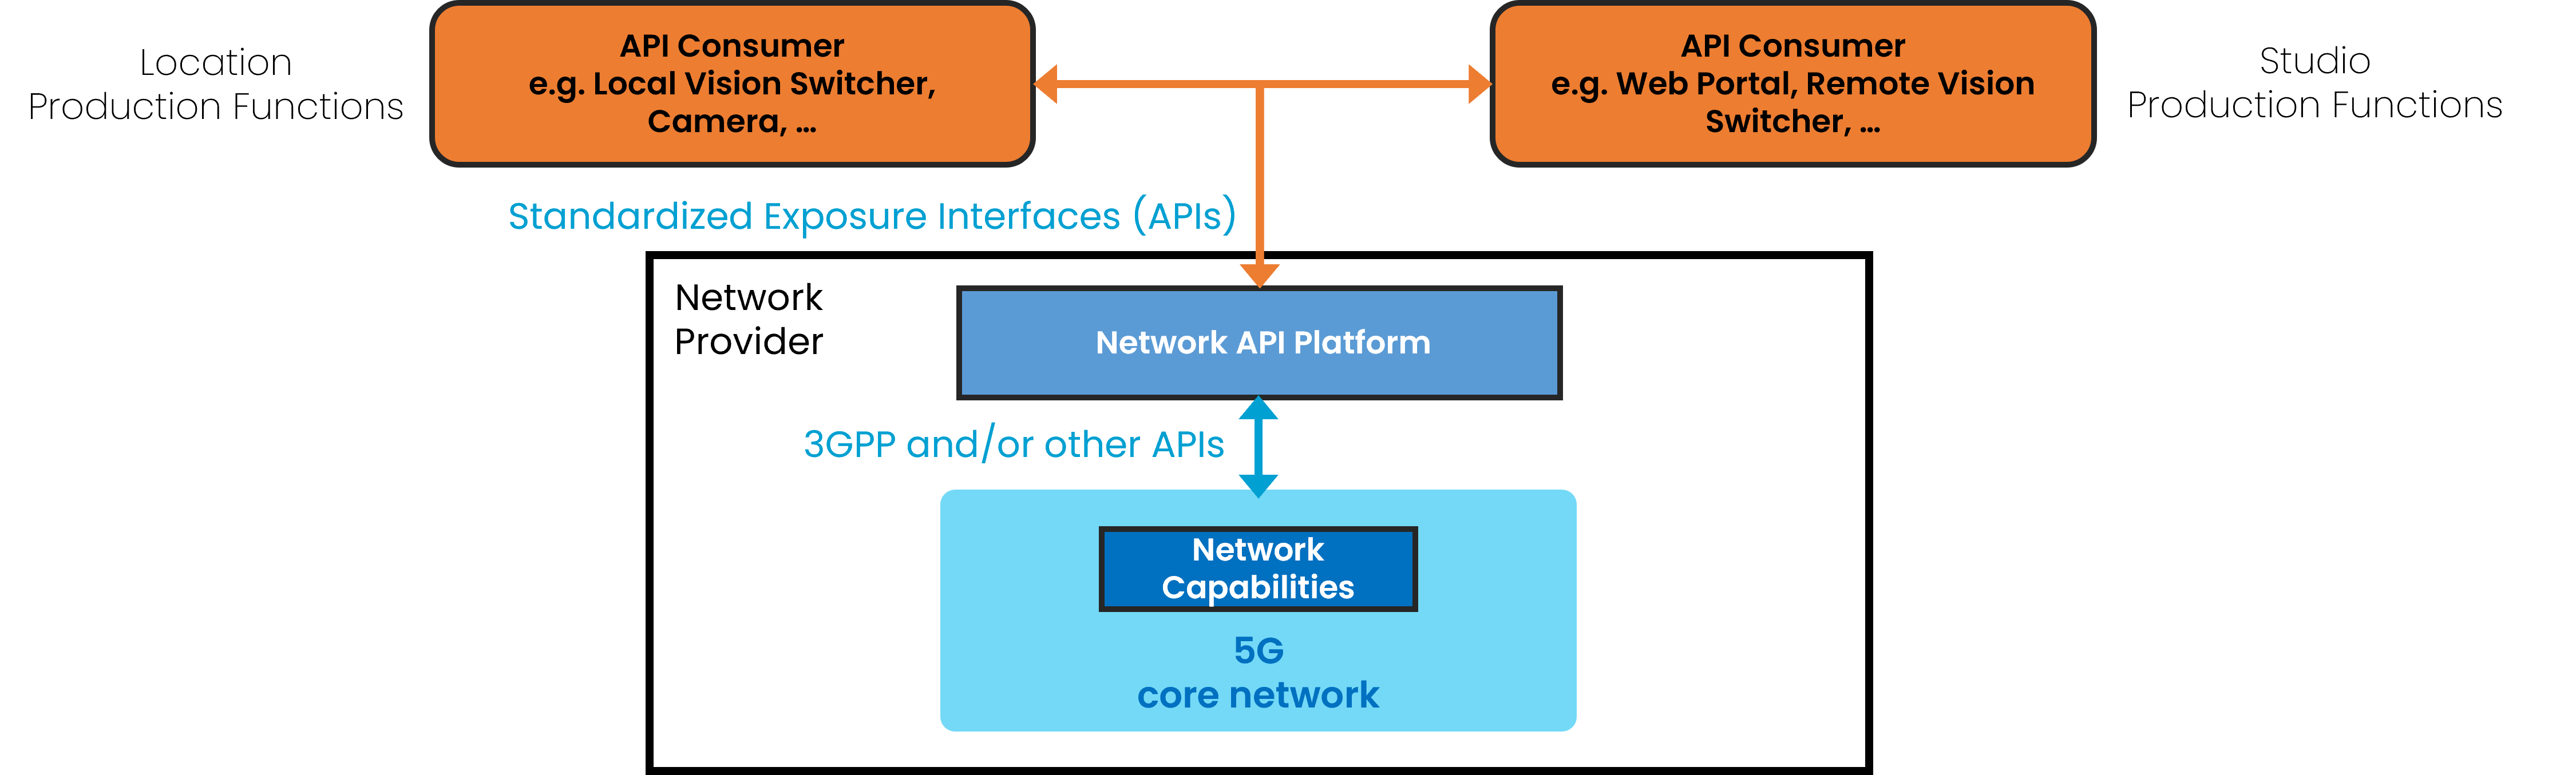 Location
Production Functions
API Consumer
e.g. Local Vision Switcher,
Camera, ...
API Consumer
e.g. Web Portal, Remote Vision
Switcher, ...
Studio
Production Functions
Standardized Exposure Interfaces (APIs)
Network
Provider
Network API Platform
3GPP and/or other APIs
Network
Capabilities
5G
core network